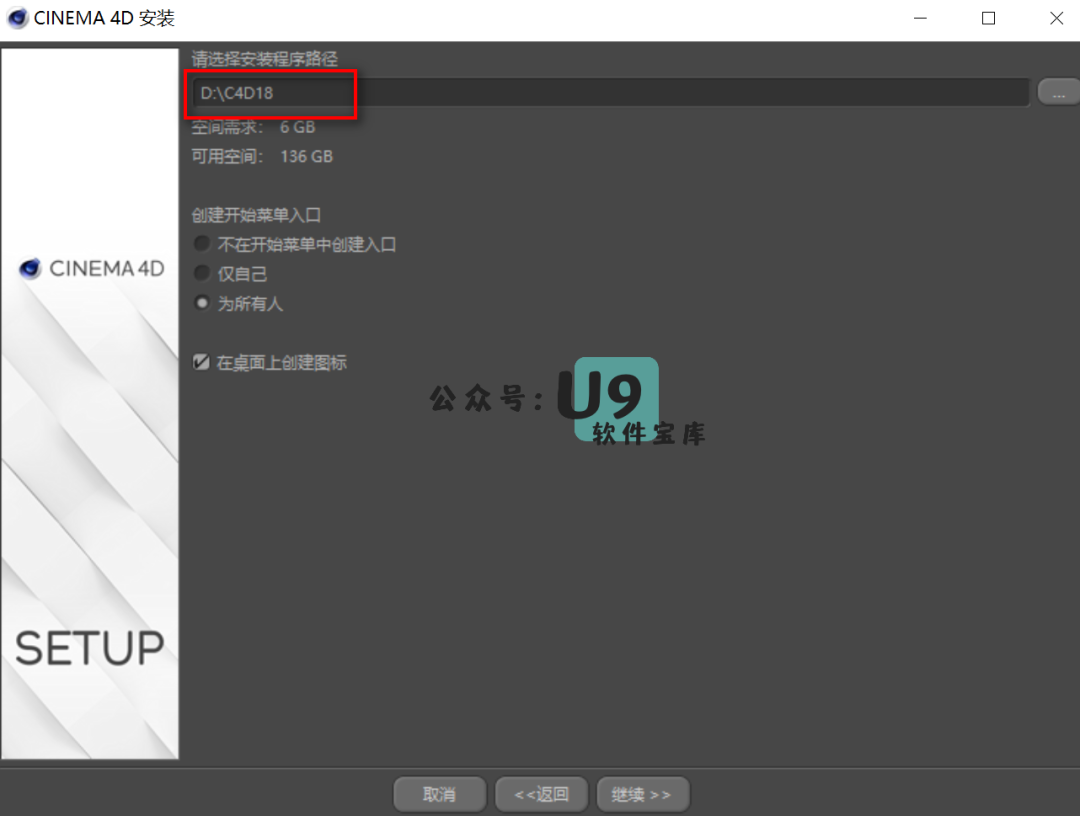 CINEMA 4D 安装
请选择安装程序路径
D:\C4D18
...
空间需求： 6 GB
可用空间： 136 GB
创建开始菜单入口
不在开始菜单中创建入口
仅自己
为所有人
在桌面上创建图标
CINEMA 4D
公众号：U9
软件宝库
SETUP
取消
<<返回
继续 >>